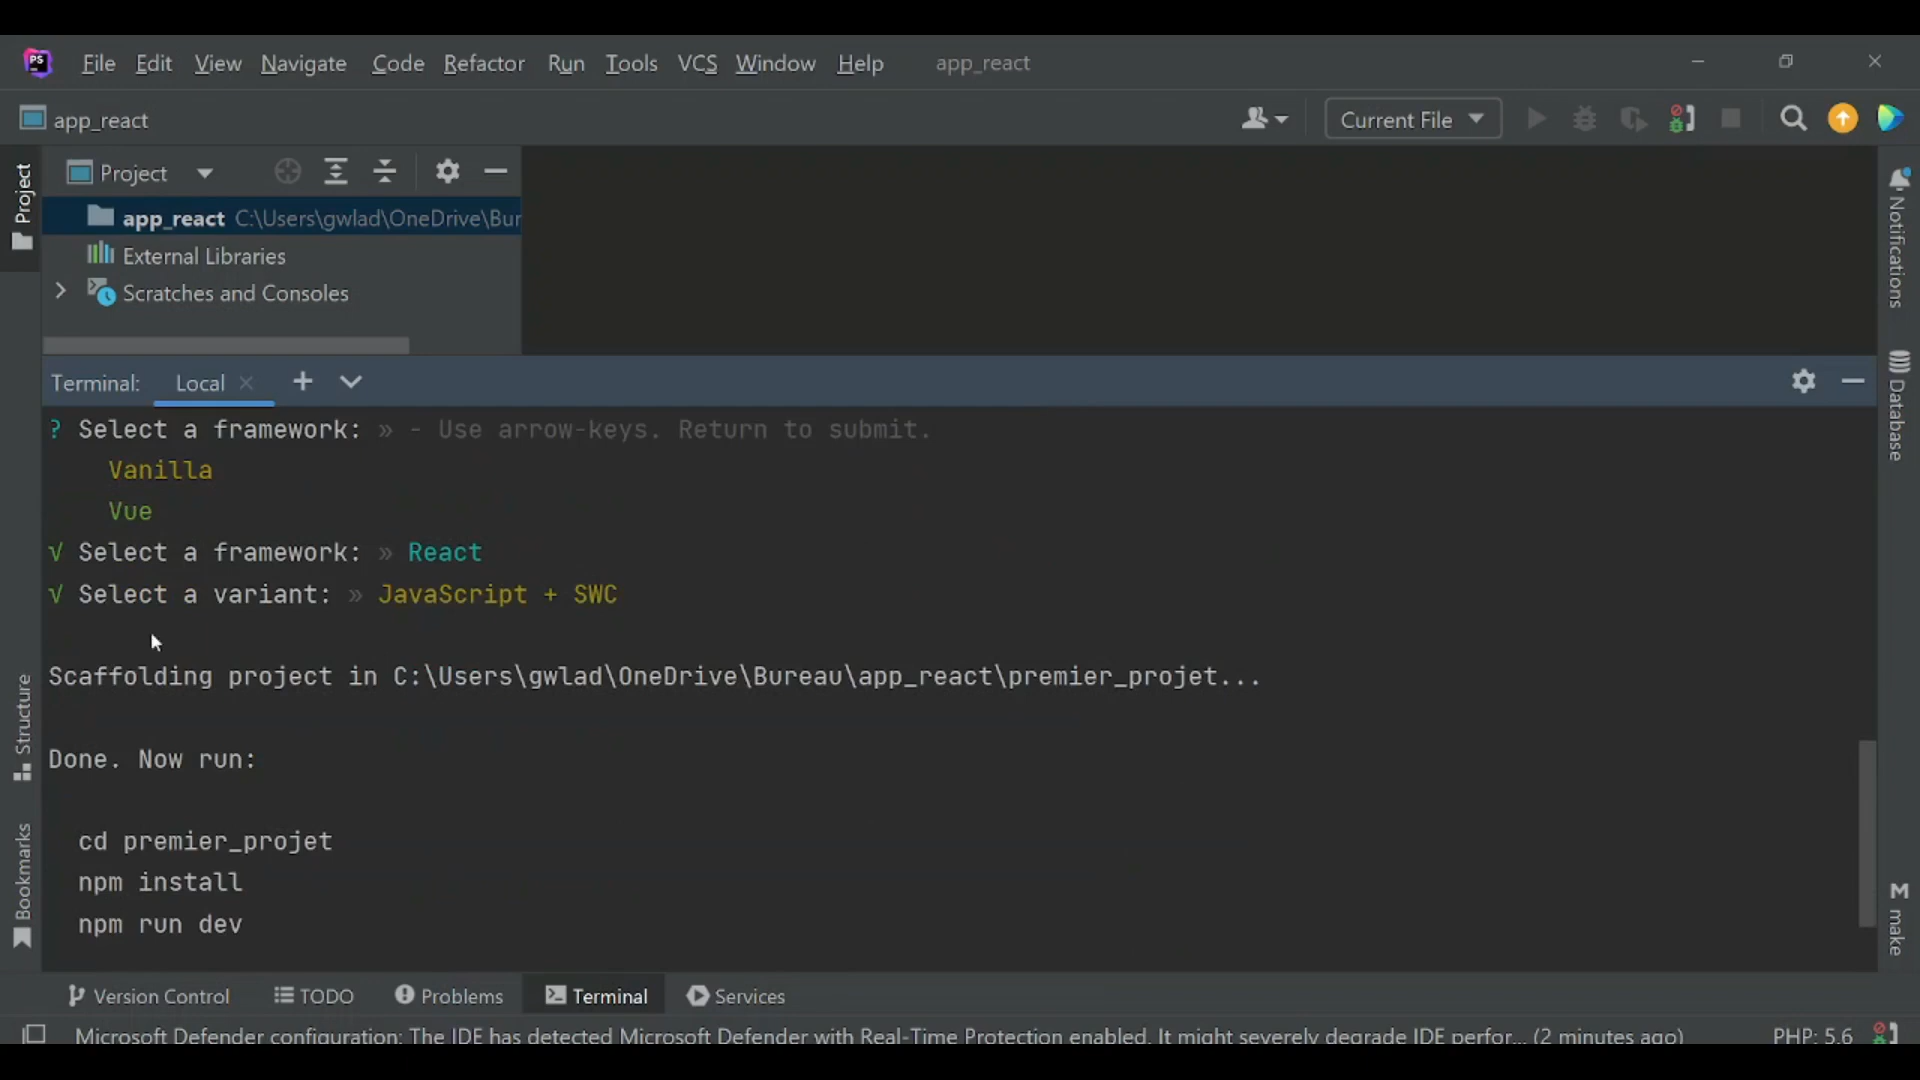 PS File Edit View Navigate Code Refactor Run Tools VCS Window Help app_react
app_react Current File
Project
Project
app_react C:\Users\gwlad\OneDrive\Bur
External Libraries
Scratches and Consoles
Notifications
Database
Terminal: Local
? Select a framework: » - Use arrow-keys. Return to submit.
Vanilla
Vue
√ Select a framework: » React
√ Select a variant: » JavaScript + SWC
Scaffolding project in C:\Users\gwlad\OneDrive\Bureau\app_react\premier_projet...
Done. Now run:
cd premier_projet
npm install
npm run dev
Structure
Bookmarks
M make
Version Control TODO Problems Terminal Services
Microsoft Defender configuration: The IDE has detected Microsoft Defender with Real-Time Protection enabled. It might severely degrade IDE perfor... (2 minutes ago) PHP: 5.6